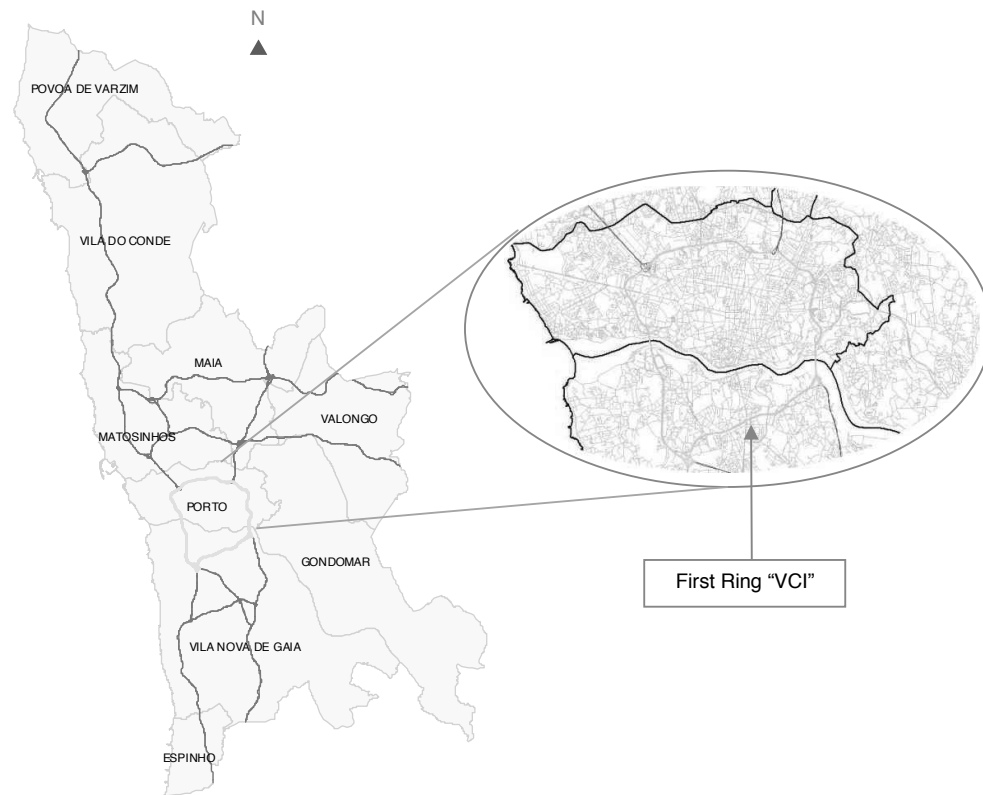 N
POVOA DE VARZIM
VILA DO CONDE
MAIA
VALONGO
MATOSINHOS
PORTO
GONDOMAR
First Ring “VCI”
VILA NOVA DE GAIA
ESPINHO